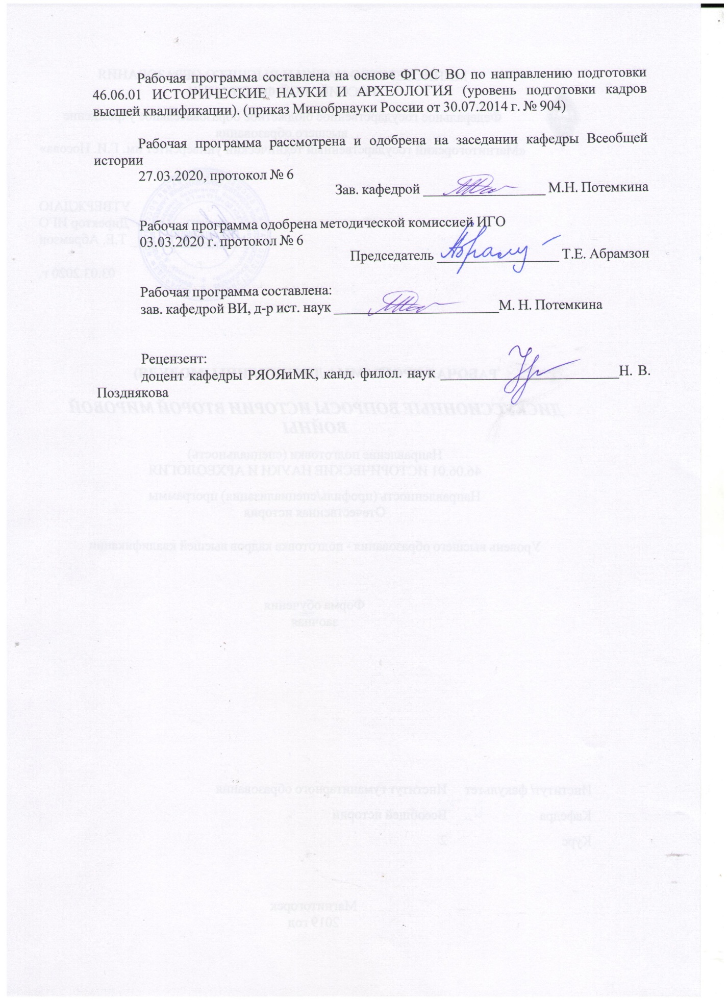 Рабочая программа составлена на основе ФГОС ВО по направлению подготовки
46.06.01 ИСТОРИЧЕСКИЕ НАУКИ И АРХЕОЛОГИЯ (уровень подготовки кадров
высшей квалификации). (приказ Минобрнауки России от 30.07.2014 г. № 904)
Рабочая программа рассмотрена и одобрена на заседании кафедры Всеобщей
истории
27.03.2020, протокол № 6
Зав. кафедрой ________________ М.Н. Потемкина
Рабочая программа одобрена методической комиссией ИГО
03.03.2020 г. протокол № 6
Председатель ________________ Т.Е. Абрамзон
Рабочая программа составлена:
зав. кафедрой ВИ, д-р ист. наук ______________________М. Н. Потемкина
Рецензент:
доцент кафедры РЯОЯиМК, канд. филол. наук ________________________Н. В.
Позднякова